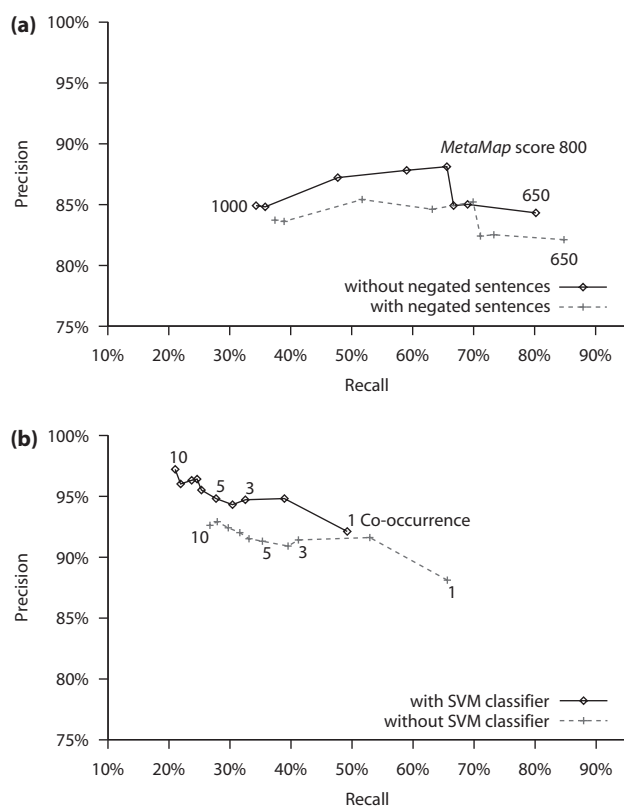 (a)
100%
95%
90%
85%
80%
75%
Precision
MetaMap score 800
1000
650
650
without negated sentences
with negated sentences
10% 20% 30% 40% 50% 60% 70% 80% 90%
Recall
(b)
100%
95%
90%
85%
80%
75%
Precision
10
5
3
1 Co-occurrence
10
5
3
1
with SVM classifier
without SVM classifier
10% 20% 30% 40% 50% 60% 70% 80% 90%
Recall